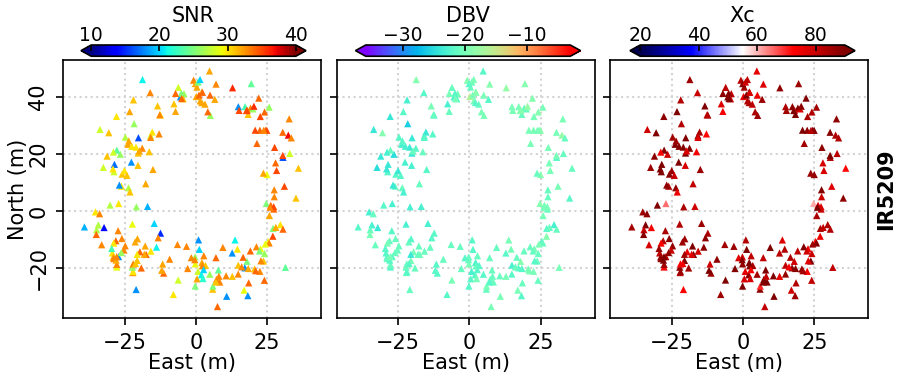 SNR DBV Xc
10 20 30 40 −30 −20 −10 20 40 60 80
North (m)
40
20
0
−20
IR5209
−25 0 25 −25 0 25 −25 0 25
East (m) East (m) East (m)